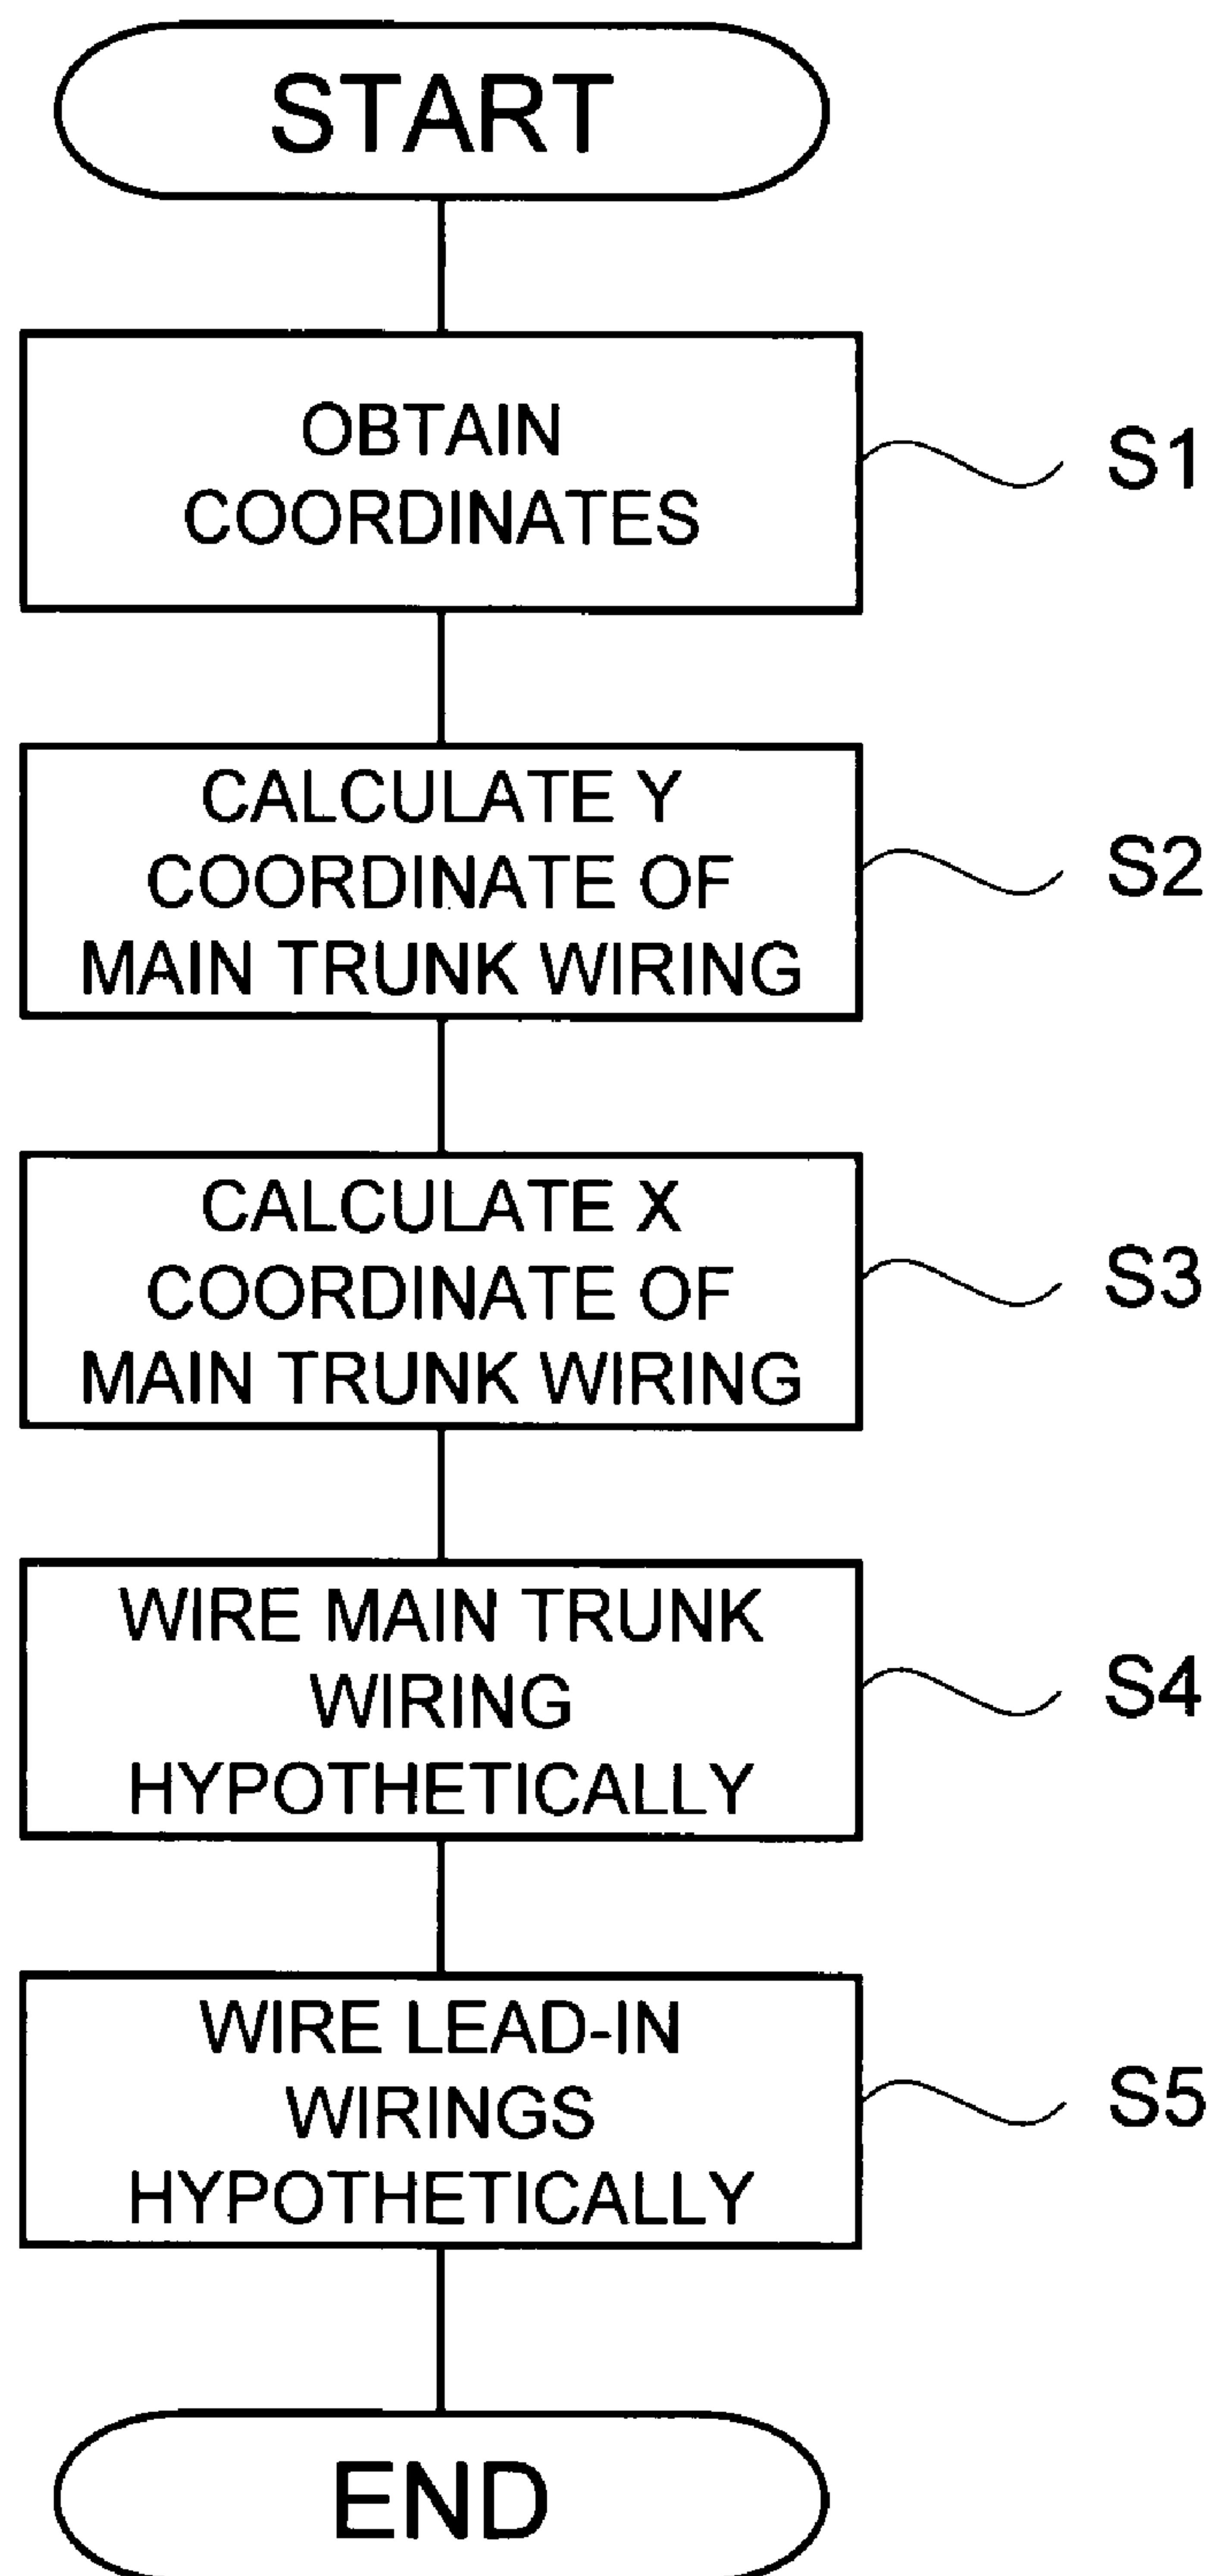 START
OBTAIN
COORDINATES
S1
CALCULATE Y
COORDINATE OF
MAIN TRUNK WIRING
S2
CALCULATE X
COORDINATE OF
MAIN TRUNK WIRING
S3
WIRE MAIN TRUNK
WIRING
HYPOTHETICALLY
S4
WIRE LEAD-IN
WIRINGS
HYPOTHETICALLY
S5
END